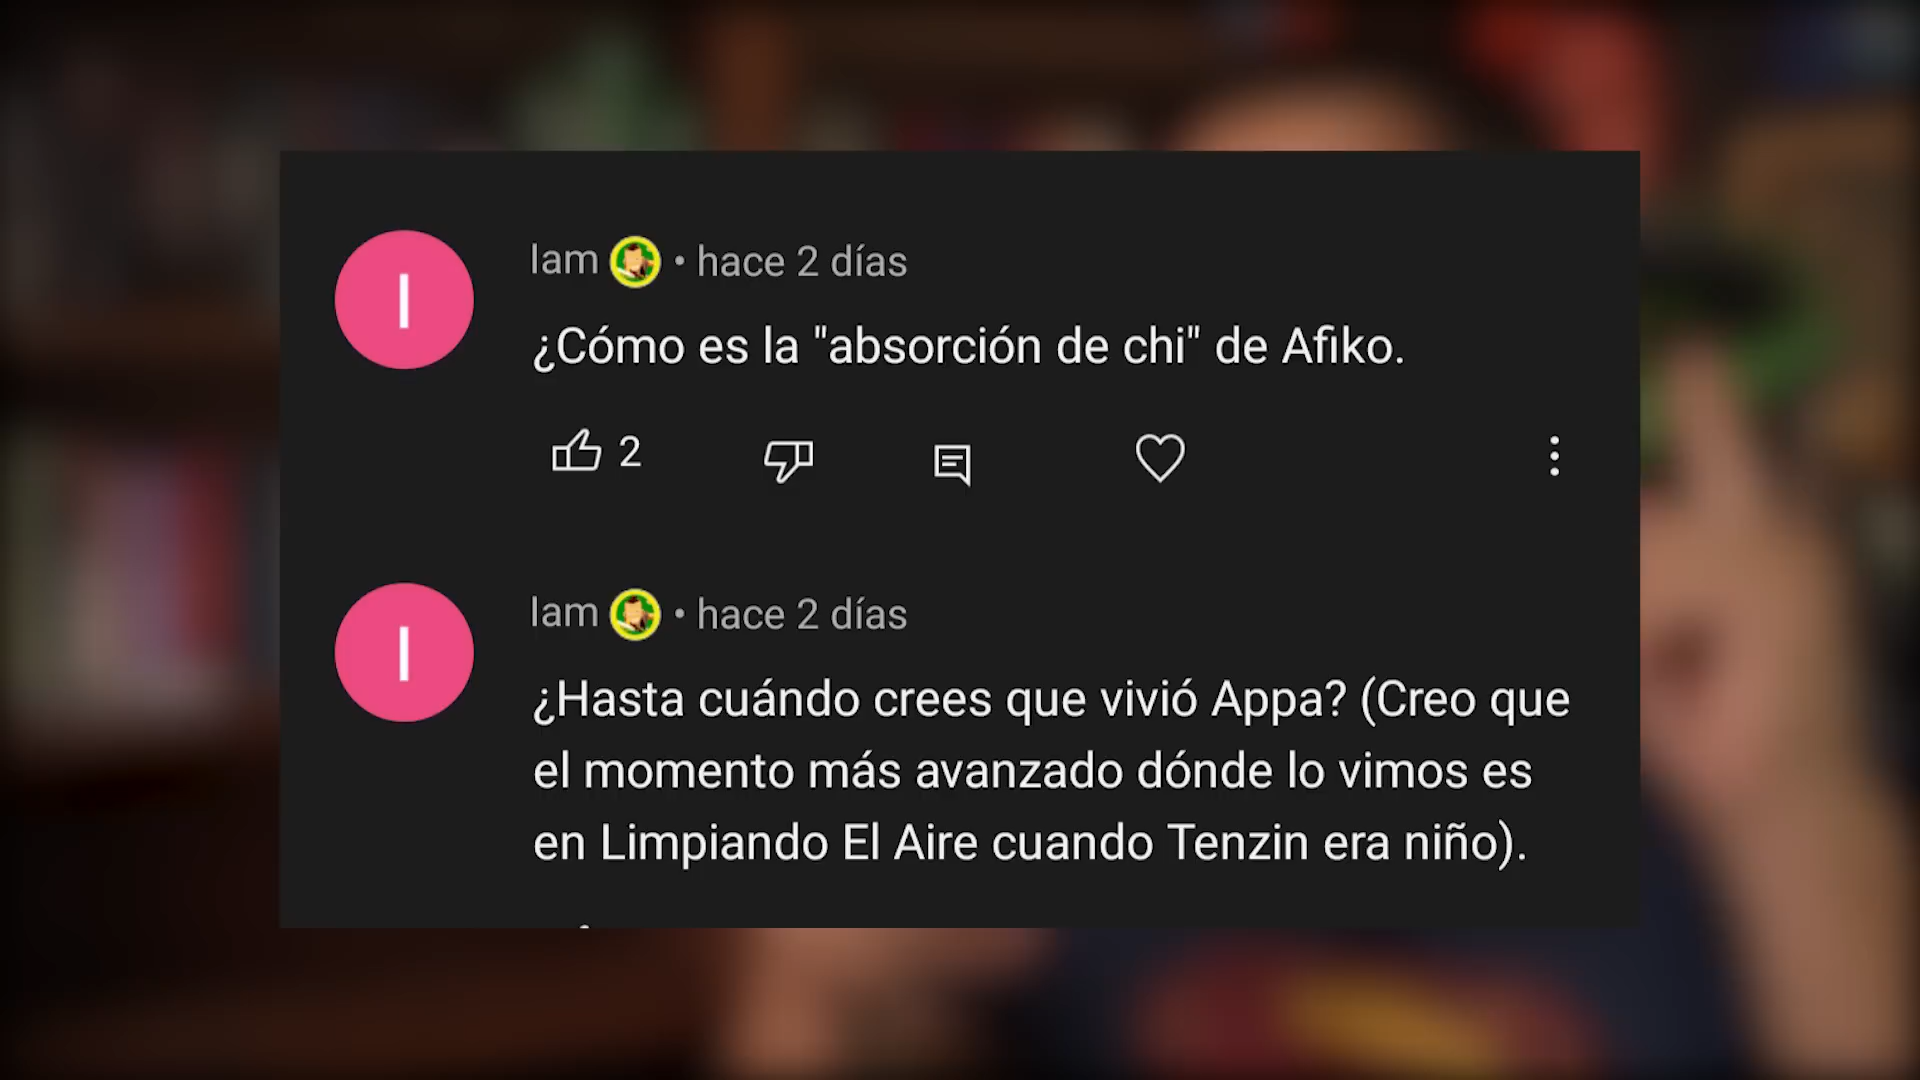 I
Iam • hace 2 días
¿Cómo es la "absorción de chi" de Afiko.
2
I
Iam • hace 2 días
¿Hasta cuándo crees que vivió Appa? (Creo que
el momento más avanzado dónde lo vimos es
en Limpiando El Aire cuando Tenzin era niño).